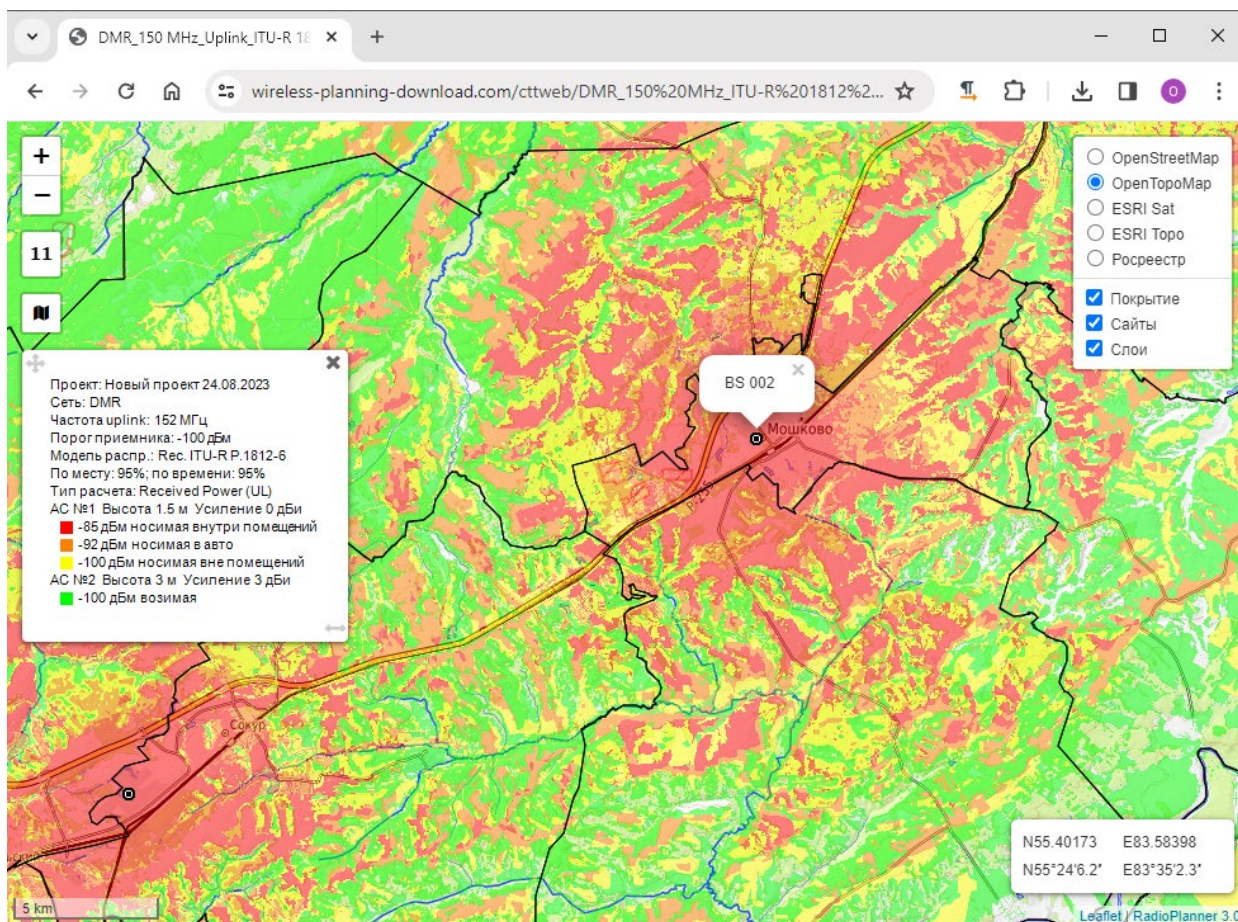 DMR_150 MHz_Uplink_ITU-R 18
wireless-planning-download.com/cttweb/DMR_150%20MHz_ITU-R%201812%2...
O
+
−
11
OpenStreetMap
OpenTopoMap
ESRI Sat
ESRI Topo
Росреестр
Покрытие
Сайты
Слои
Проект: Новый проект 24.08.2023
Сеть: DMR
Частота uplink: 152 МГц
Порог приемника: -100 дБм
Модель распр.: Rec. ITU-R P.1812-6
По месту: 95%; по времени: 95%
Тип расчета: Received Power (UL)
АС №1 Высота 1.5 м Усиление 0 дБи
-85 дБм носимая внутри помещений
-92 дБм носимая в авто
-100 дБм носимая вне помещений
АС №2 Высота 3 м Усиление 3 дБи
-100 дБм возимая
BS 002
Мошково
Р-256
Сокур
N55.40173 E83.58398
N55°24'6.2" E83°35'2.3"
5 km
Leaflet / RadioPlanner 3.0